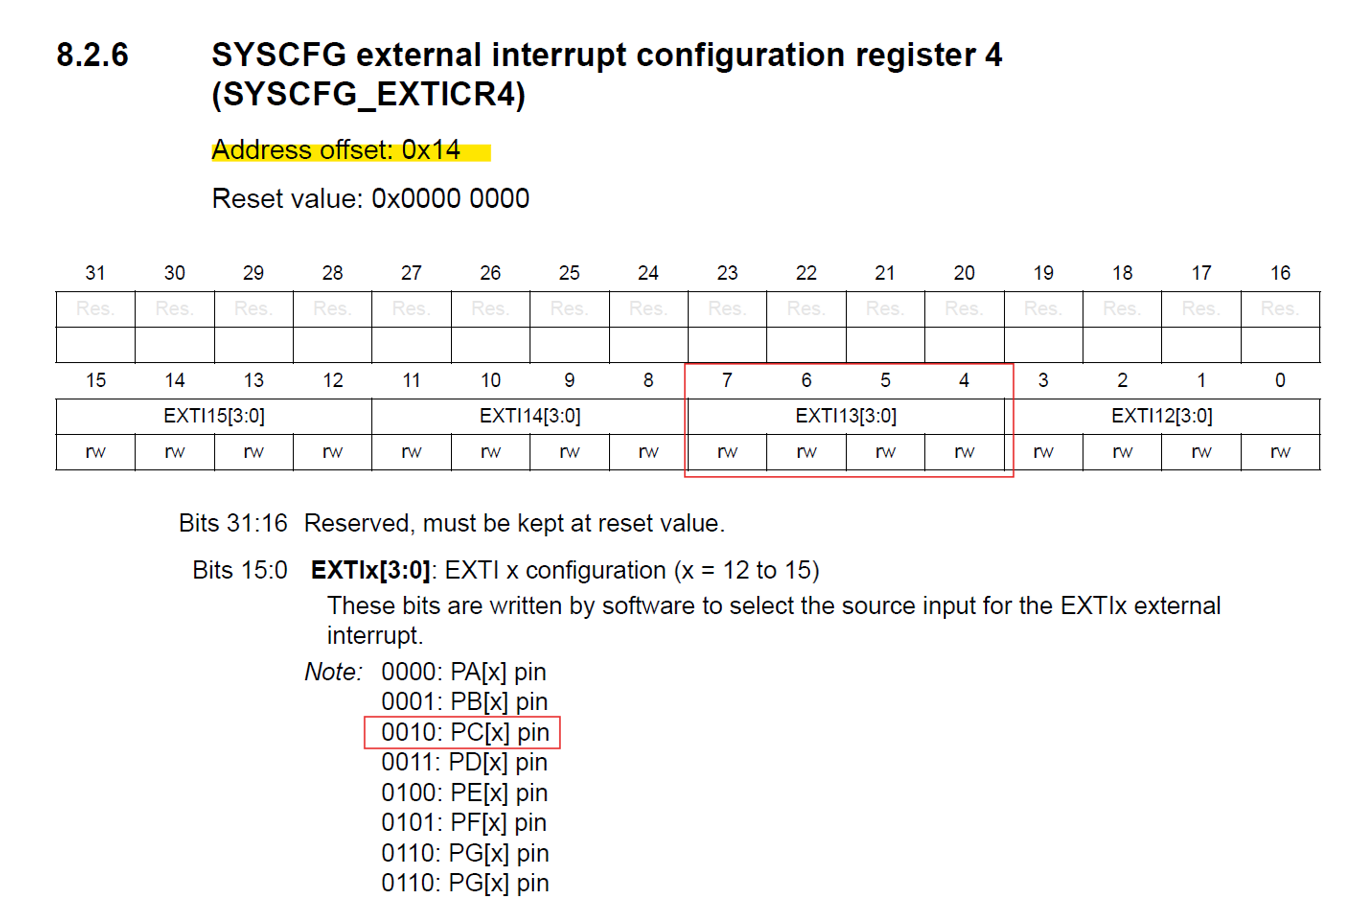 8.2.6 SYSCFG external interrupt configuration register 4
(SYSCFG_EXTICR4)
Address offset: 0x14
Reset value: 0x0000 0000
31 30 29 28 27 26 25 24 23 22 21 20 19 18 17 16
Res. Res. Res. Res. Res. Res. Res. Res. Res. Res. Res. Res. Res. Res. Res. Res.
15 14 13 12 11 10 9 8 7 6 5 4 3 2 1 0
EXTI15[3:0] EXTI14[3:0] EXTI13[3:0] EXTI12[3:0]
rw rw rw rw rw rw rw rw rw rw rw rw rw rw rw rw
Bits 31:16 Reserved, must be kept at reset value.
Bits 15:0 EXTIx[3:0]: EXTI x configuration (x = 12 to 15)
These bits are written by software to select the source input for the EXTIx external
interrupt.
Note: 0000: PA[x] pin
0001: PB[x] pin
0010: PC[x] pin
0011: PD[x] pin
0100: PE[x] pin
0101: PF[x] pin
0110: PG[x] pin
0110: PG[x] pin